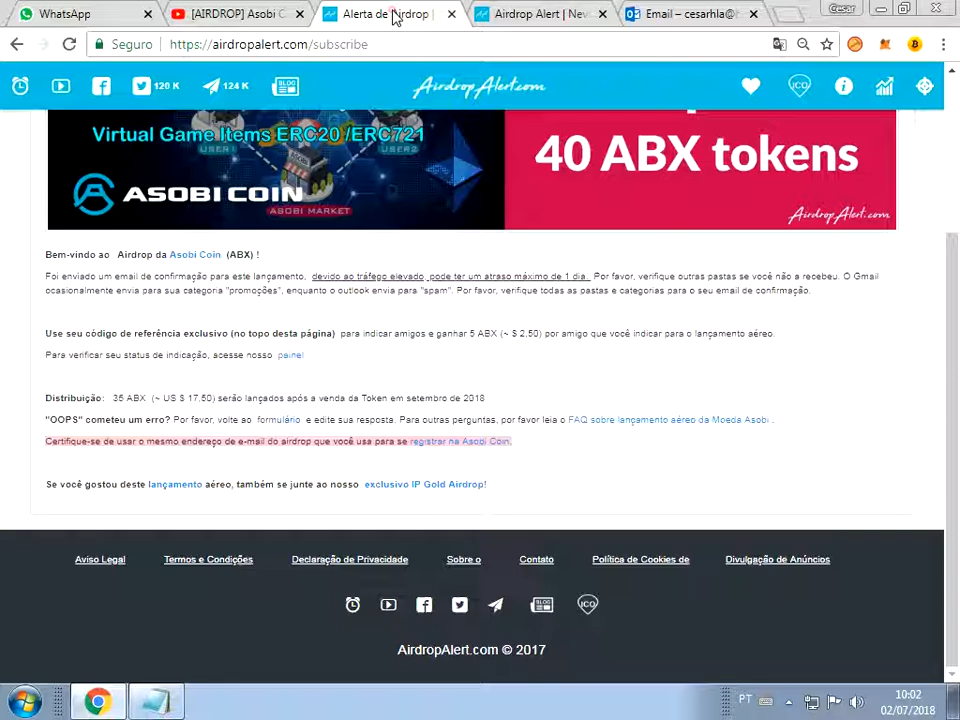 WhatsApp
[AIRDROP] Asobi C
Alerta de Airdrop |
Airdrop Alert | Nev
Email – cesarhla@
Cesar
Seguro
https://airdropalert.com/subscribe
120 K
124 K
BLOG
AirdropAlert.com
ICO
Virtual Game Items ERC20 /ERC721
USER1
USER2
ASOBI COIN
ASOBI MARKET
40 ABX tokens
AirdropAlert.com
Bem-vindo ao Airdrop da Asobi Coin (ABX) !
Foi enviado um email de confirmação para este lançamento, devido ao tráfego elevado, pode ter um atraso máximo de 1 dia. Por favor, verifique outras pastas se você não a recebeu. O Gmail
ocasionalmente envia para sua categoria "promoções", enquanto o outlook envia para "spam". Por favor, verifique todas as pastas e categorias para o seu email de confirmação.
Use seu código de referência exclusivo (no topo desta página) para indicar amigos e ganhar 5 ABX (~ $ 2,50) por amigo que você indicar para o lançamento aéreo.
Para verificar seu status de indicação, acesse nosso painel
Distribuição: 35 ABX (~ US $ 17,50) serão lançados após a venda da Token em setembro de 2018
"OOPS" cometeu um erro? Por favor, volte ao formulário e edite sua resposta. Para outras perguntas, por favor leia o FAQ sobre lançamento aéreo da Moeda Asobi .
Certifique-se de usar o mesmo endereço de e-mail do airdrop que você usa para se registrar na Asobi Coin.
Se você gostou deste lançamento aéreo, também se junte ao nosso exclusivo IP Gold Airdrop!
Aviso Legal
Termos e Condições
Declaração de Privacidade
Sobre o
Contato
Política de Cookies de
Divulgação de Anúncios
BLOG
ICO
AirdropAlert.com © 2017
PT
10:02
02/07/2018